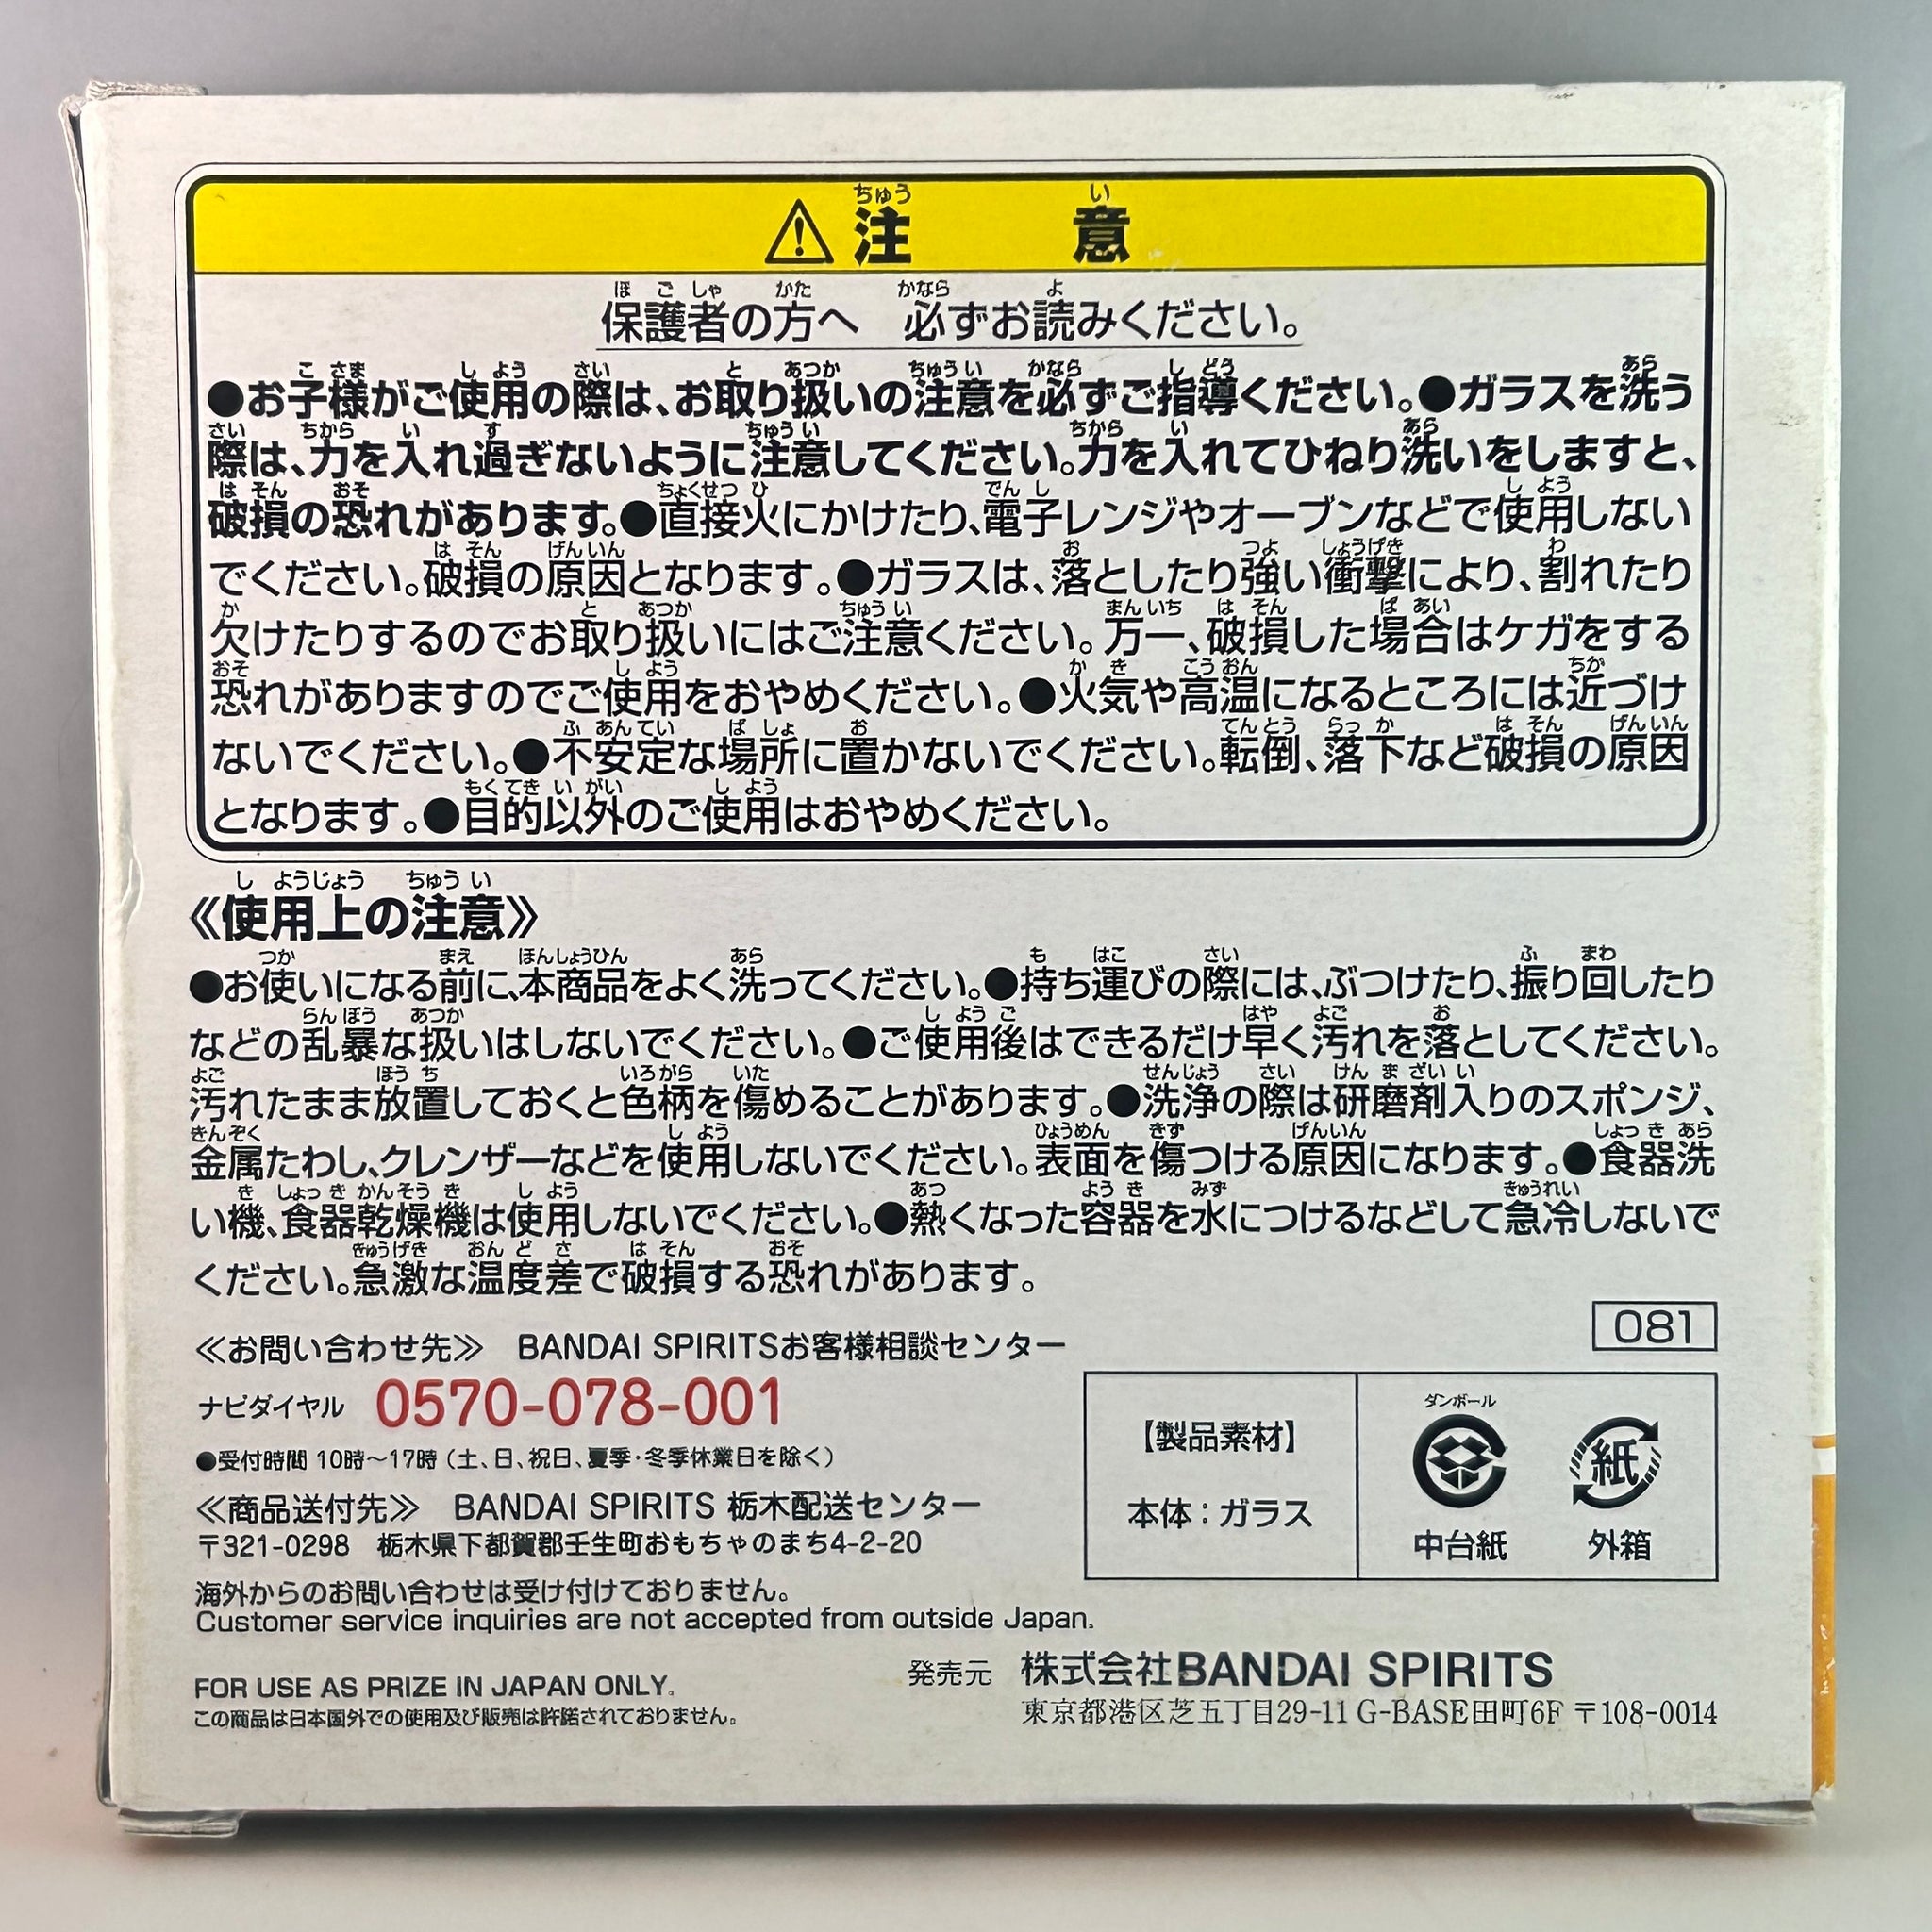 ⚠注意
保護者の方へ 必ずお読みください。
●お子様がご使用の際は、お取り扱いの注意を必ずご指導ください。●ガラスを洗う
際は、力を入れ過ぎないように注意してください。力を入れてひねり洗いをしますと、
破損の恐れがあります。●直接火にかけたり、電子レンジやオーブンなどで使用しない
でください。破損の原因となります。●ガラスは、落としたり強い衝撃により、割れたり
欠けたりするのでお取り扱いにはご注意ください。万一、破損した場合はケガをする
恐れがありますのでご使用をおやめください。●火気や高温になるところには近づけ
ないでください。●不安定な場所に置かないでください。転倒、落下など破損の原因
となります。●目的以外のご使用はおやめください。
《使用上の注意》
●お使いになる前に、本商品をよく洗ってください。●持ち運びの際には、ぶつけたり、振り回したり
などの乱暴な扱いはしないでください。●ご使用後はできるだけ早く汚れを落としてください。
汚れたまま放置しておくと色柄を傷めることがあります。●洗浄の際は研磨剤入りのスポンジ、
金属たわし、クレンザーなどを使用しないでください。表面を傷つける原因になります。●食器洗
い機、食器乾燥機は使用しないでください。●熱くなった容器を水につけるなどして急冷しないで
ください。急激な温度差で破損する恐れがあります。
081
≪お問い合わせ先≫ BANDAI SPIRITSお客様相談センター
ナビダイヤル 0570-078-001
●受付時間 10時～17時（土、日、祝日、夏季・冬季休業日を除く）
≪商品送付先≫ BANDAI SPIRITS 栃木配送センター
〒321-0298 栃木県下都賀郡壬生町おもちゃのまち4-2-20
海外からのお問い合わせは受け付けておりません。
Customer service inquiries are not accepted from outside Japan.
【製品素材】
本体：ガラス
ダンボール
中台紙
紙
外箱
FOR USE AS PRIZE IN JAPAN ONLY.
この商品は日本国外での使用及び販売は許諾されておりません。
発売元 株式会社BANDAI SPIRITS
東京都港区芝五丁目29-11 G-BASE田町6F 〒108-0014